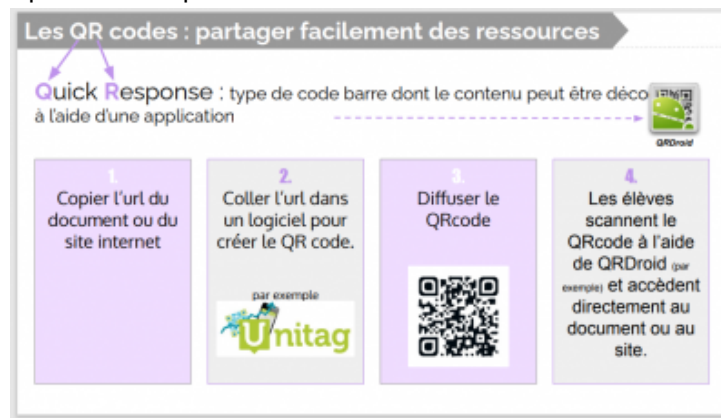 Les QR codes : partager facilement des ressources
Quick Response : type de code barre dont le contenu peut être déco
à l'aide d'une application
QRDroid
1.
Copier l'url du
document ou du
site internet
2.
Coller l'url dans
un logiciel pour
créer le QR code.
par exemple
Unitag
3.
Diffuser le
QRcode
4.
Les élèves
scannent le
QRcode à l'aide
de QRDroid (par
exemple) et accèdent
directement au
document ou au
site.